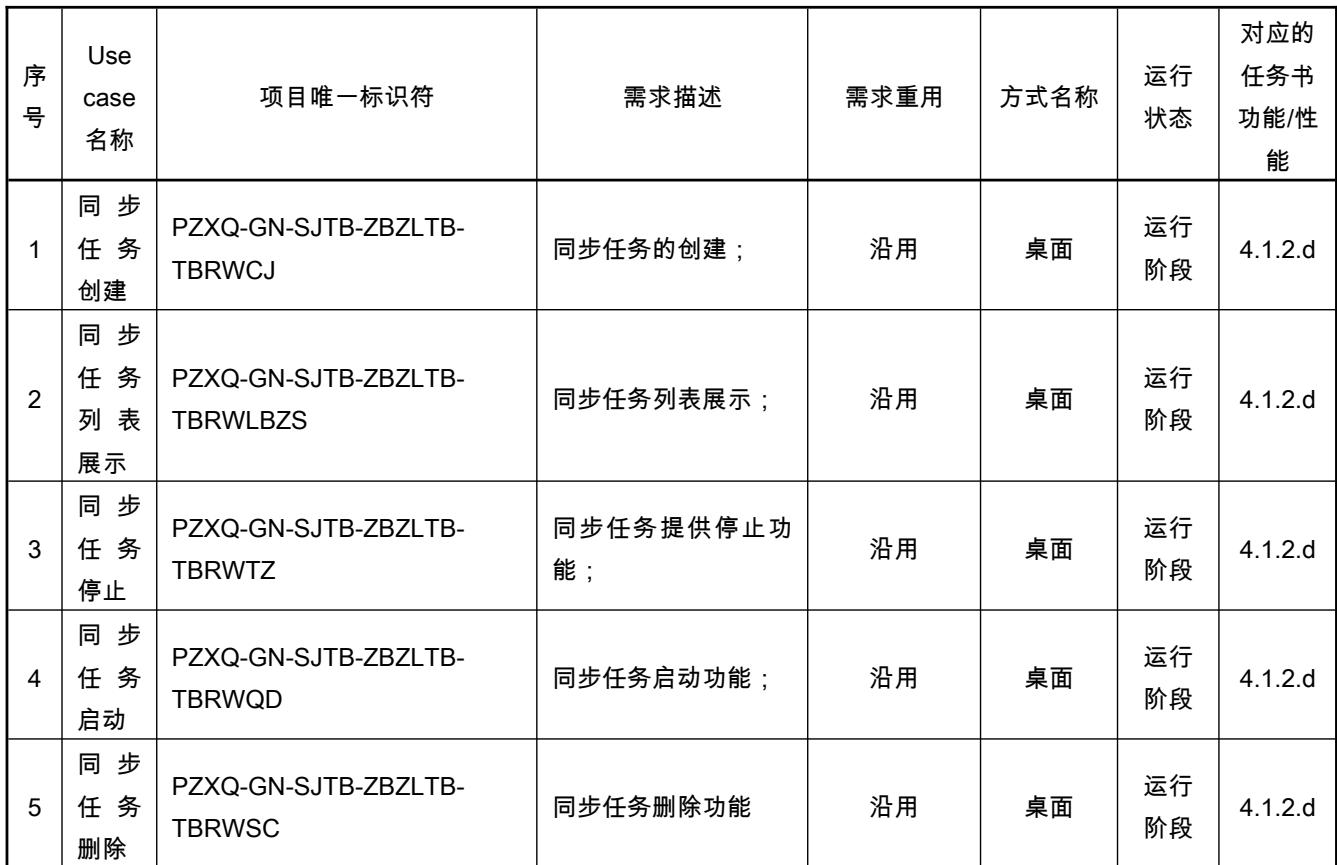 序号
Use case 名称
项目唯一标识符
需求描述
需求重用
方式名称
运行状态
对应的任务书功能/性能
1
同步任务创建
PZXQ-GN-SJTB-ZBZLTB-
TBRWCJ
同步任务的创建；
沿用
桌面
运行阶段
4.1.2.d
2
同步任务列表展示
PZXQ-GN-SJTB-ZBZLTB-
TBRWLBZS
同步任务列表展示；
沿用
桌面
运行阶段
4.1.2.d
3
同步任务停止
PZXQ-GN-SJTB-ZBZLTB-
TBRWTZ
同步任务提供停止功能；
沿用
桌面
运行阶段
4.1.2.d
4
同步任务启动
PZXQ-GN-SJTB-ZBZLTB-
TBRWQD
同步任务启动功能；
沿用
桌面
运行阶段
4.1.2.d
5
同步任务删除
PZXQ-GN-SJTB-ZBZLTB-
TBRWSC
同步任务删除功能
沿用
桌面
运行阶段
4.1.2.d